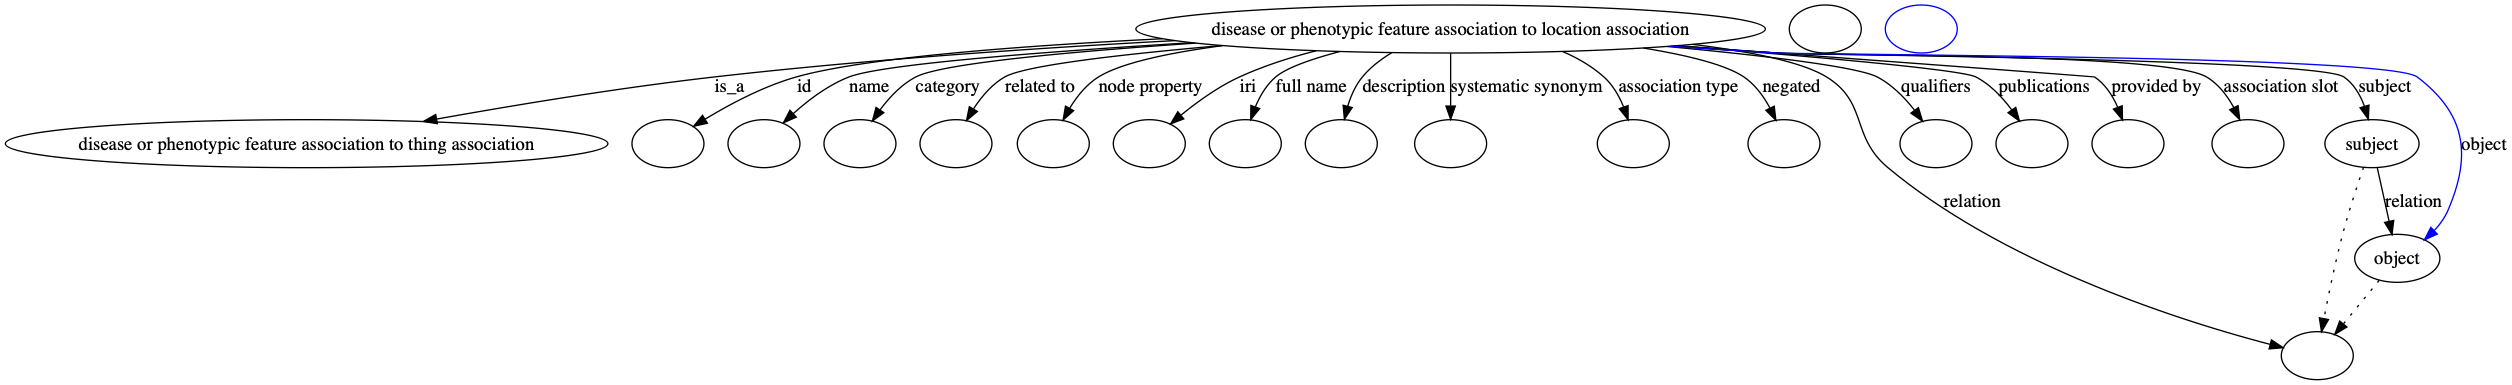 disease or phenotypic feature association to location association
is_a
id
name
category
related to
node property
iri
full name
description
systematic synonym
association type
negated
qualifiers
publications
provided by
association slot
subject
disease or phenotypic feature association to thing association
subject
object
relation
relation
object